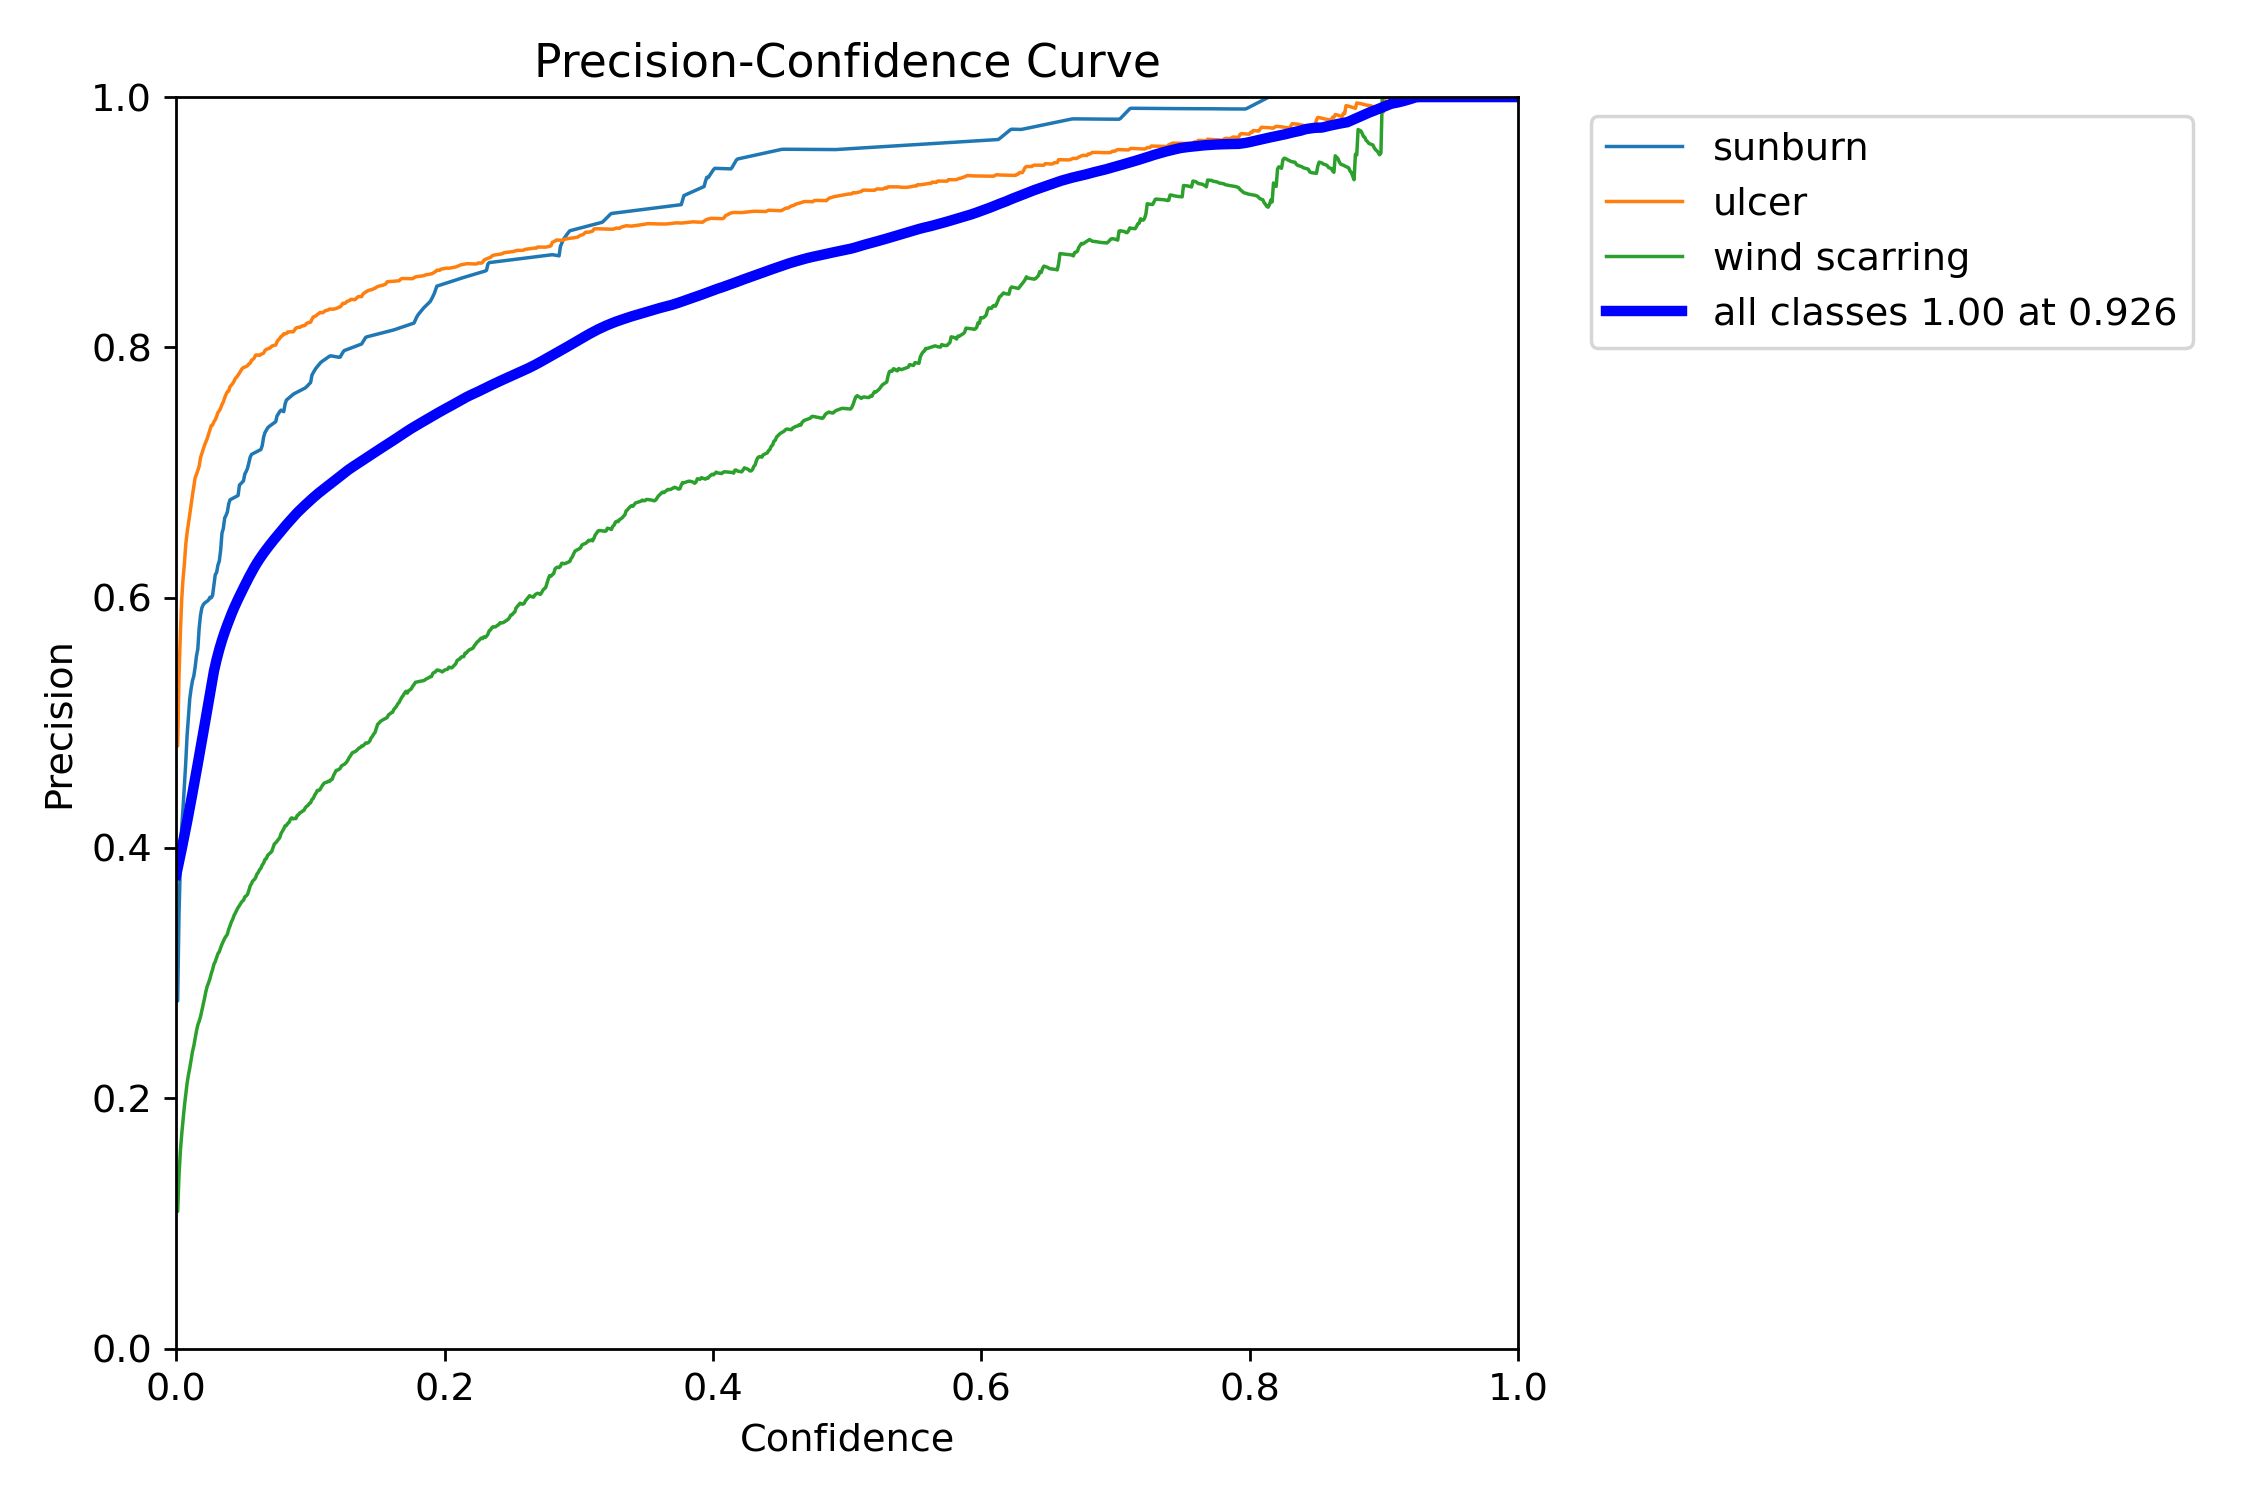 Precision-Confidence Curve
1.0
0.8
0.6
0.4
0.2
0.0
Precision
0.0 0.2 0.4 0.6 0.8 1.0
Confidence
sunburn
ulcer
wind scarring
all classes 1.00 at 0.926